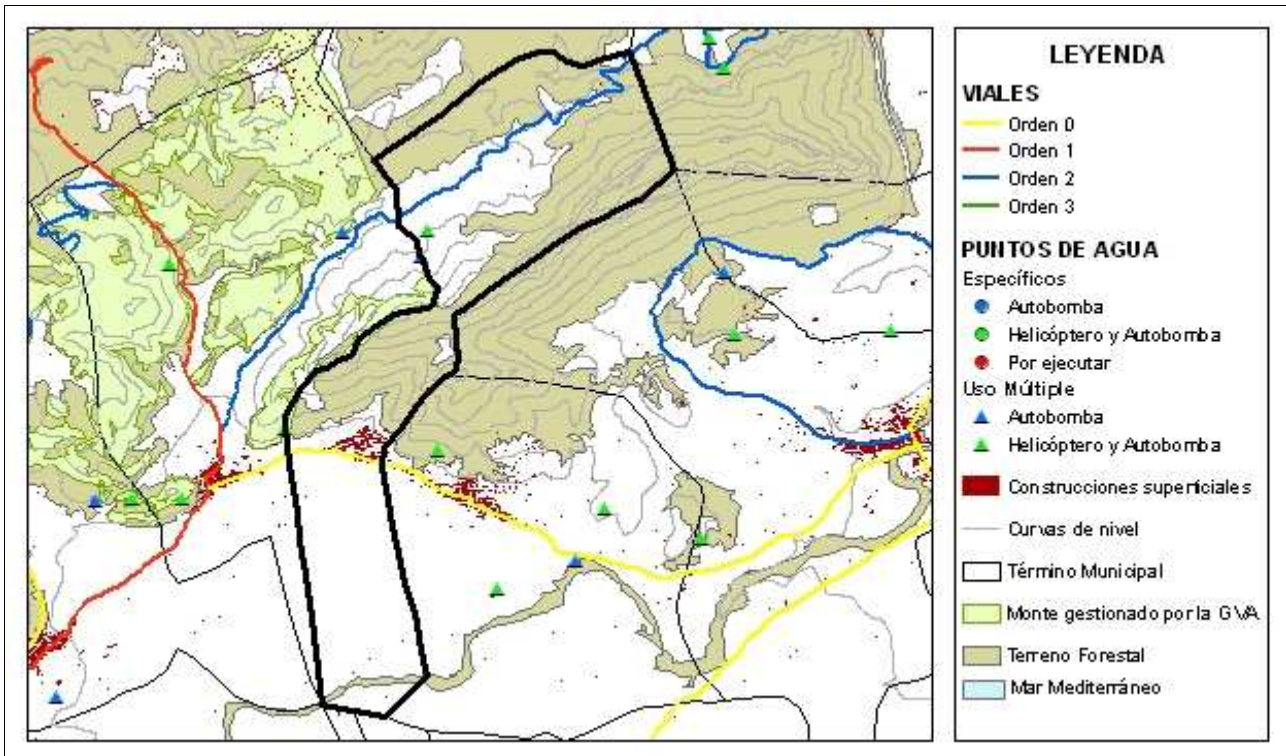 LEYENDA
VIALES
Orden 0
Orden 1
Orden 2
Orden 3
PUNTOS DE AGUA
Específicos
Autobomba
Helicóptero y Autobomba
Por ejecutar
Uso Múltiple
Autobomba
Helicóptero y Autobomba
Construcciones superficiales
Curvas de nivel
Término Municipal
Monte gestionado por la GVA
Terreno Forestal
Mar Mediterráneo